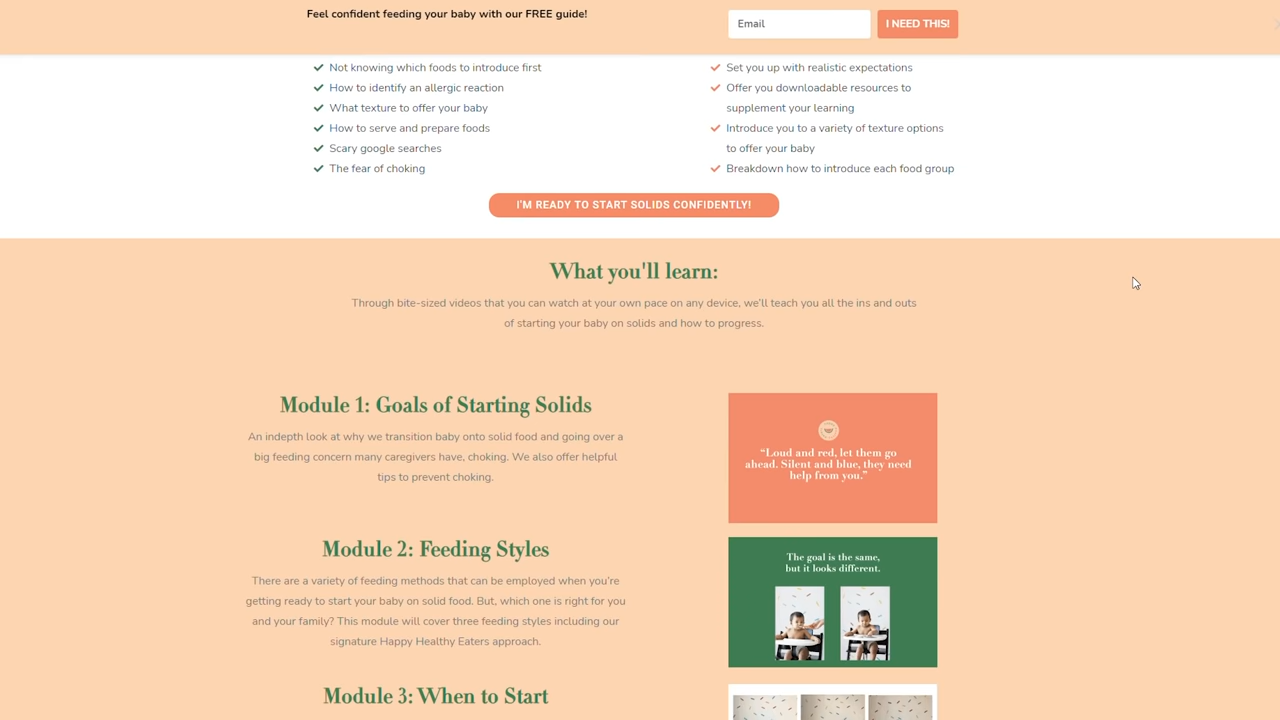 Feel confident feeding your baby with our FREE guide!
Email
I NEED THIS!
Not knowing which foods to introduce first
How to identify an allergic reaction
What texture to offer your baby
How to serve and prepare foods
Scary google searches
The fear of choking
Set you up with realistic expectations
Offer you downloadable resources to
supplement your learning
Introduce you to a variety of texture options
to offer your baby
Breakdown how to introduce each food group
I'M READY TO START SOLIDS CONFIDENTLY!
What you'll learn:
Through bite-sized videos that you can watch at your own pace on any device, we'll teach you all the ins and outs
of starting your baby on solids and how to progress.
Module 1: Goals of Starting Solids
An indepth look at why we transition baby onto solid food and going over a
big feeding concern many caregivers have, choking. We also offer helpful
tips to prevent choking.
“Loud and red, let them go
ahead. Silent and blue, they need
help from you.”
Module 2: Feeding Styles
There are a variety of feeding methods that can be employed when you're
getting ready to start your baby on solid food. But, which one is right for you
and your family? This module will cover three feeding styles including our
signature Happy Healthy Eaters approach.
The goal is the same,
but it looks different.
Module 3: When to Start